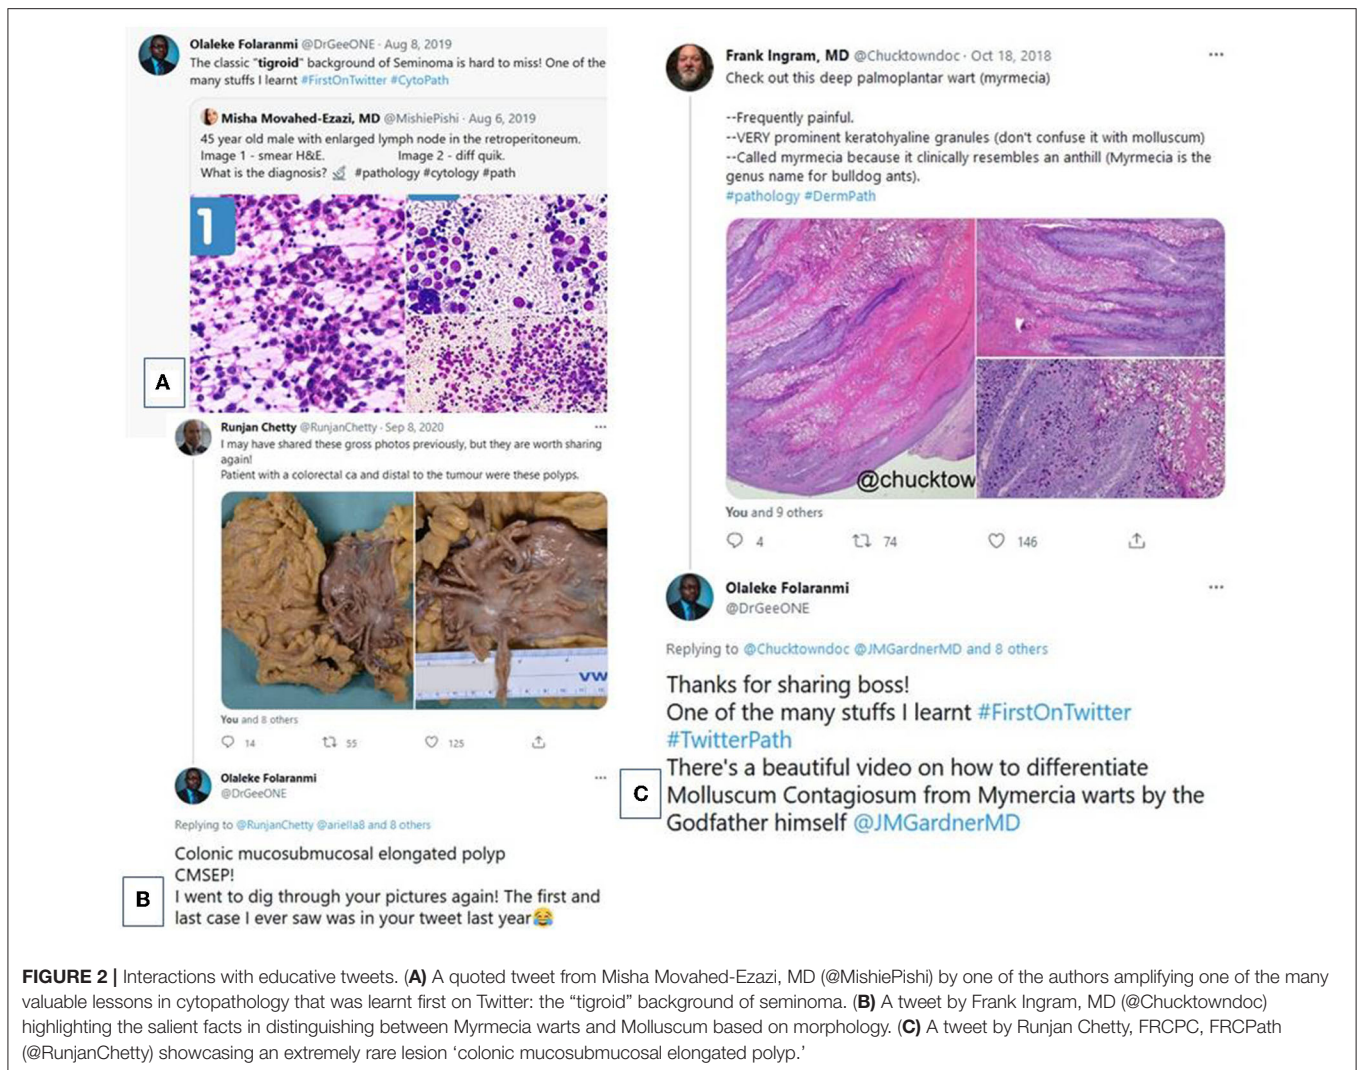 Olaleke Folaranmi @DrGeeONE · Aug 8, 2019
The classic "tigroid" background of Seminoma is hard to miss! One of the
many stuffs I learnt #FirstOnTwitter #CytoPath
Misha Movahed-Ezazi, MD @MishiePishi · Aug 6, 2019
45 year old male with enlarged lymph node in the retroperitoneum.
Image 1 - smear H&E. Image 2 - diff quik.
What is the diagnosis? 🔬 #pathology #cytology #path
1
A
Runjan Chetty @RunjanChetty · Sep 8, 2020
I may have shared these gross photos previously, but they are worth sharing
again!
Patient with a colorectal ca and distal to the tumour were these polyps.
VW
You and 8 others
14 55 125
Olaleke Folaranmi
@DrGeeONE
Replying to @RunjanChetty @ariella8 and 8 others
Colonic mucosubmucosal elongated polyp
CMSEP!
I went to dig through your pictures again! The first and
last case I ever saw was in your tweet last year😂
B
Frank Ingram, MD @Chucktowndoc · Oct 18, 2018
Check out this deep palmoplantar wart (myrmecia)
--Frequently painful.
--VERY prominent keratohyaline granules (don't confuse it with molluscum)
--Called myrmecia because it clinically resembles an anthill (Myrmecia is the
genus name for bulldog ants).
#pathology #DermPath
@chucktow
You and 9 others
4 74 146
Olaleke Folaranmi
@DrGeeONE
Replying to @Chucktowndoc @JMGardnerMD and 8 others
Thanks for sharing boss!
One of the many stuffs I learnt #FirstOnTwitter
#TwitterPath
There's a beautiful video on how to differentiate
Molluscum Contagiosum from Mymercia warts by the
Godfather himself @JMGardnerMD
C
FIGURE 2 | Interactions with educative tweets. (A) A quoted tweet from Misha Movahed-Ezazi, MD (@MishiePishi) by one of the authors amplifying one of the many
valuable lessons in cytopathology that was learnt first on Twitter: the "tigroid" background of seminoma. (B) A tweet by Frank Ingram, MD (@Chucktowndoc)
highlighting the salient facts in distinguishing between Myrmecia warts and Molluscum based on morphology. (C) A tweet by Runjan Chetty, FRCPC, FRCPath
(@RunjanChetty) showcasing an extremely rare lesion 'colonic mucosubmucosal elongated polyp.'